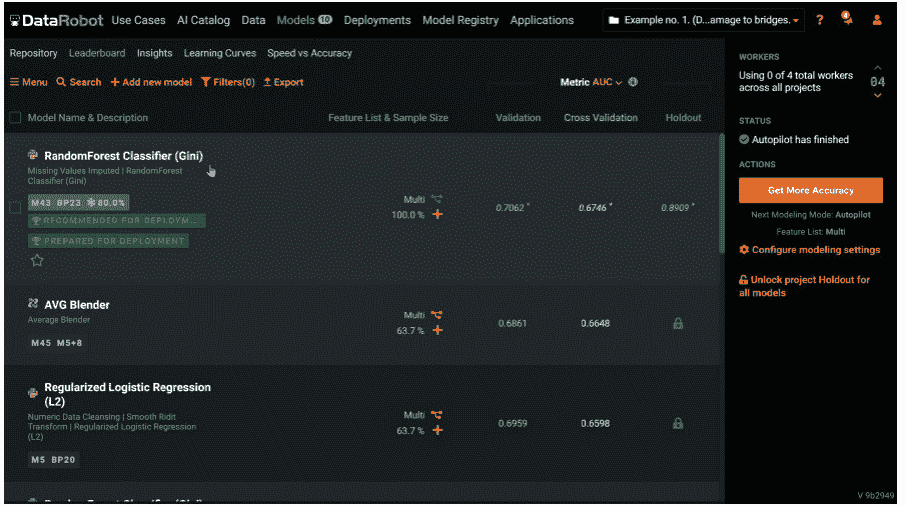 DataRobot Use Cases AI Catalog Data Models 10 Deployments Model Registry Applications Example no. 1. (D...amage to bridges. ?
Repository Leaderboard Insights Learning Curves Speed vs Accuracy
Menu Search + Add new model Filters(0) Export Metric AUC
Model Name & Description Feature List & Sample Size Validation Cross Validation Holdout
RandomForest Classifier (Gini)
Missing Values Imputed | RandomForest
Classifier (Gini)
M43 BP23 80.0%
RECOMMENDED FOR DEPLOYM...
PREPARED FOR DEPLOYMENT
Multi
100.0 % +
0.7062 * 0.6746 * 0.8909 *
AVG Blender
Average Blender
M45 M5+8
Multi
63.7 % +
0.6861 0.6648
Regularized Logistic Regression
(L2)
Numeric Data Cleansing | Smooth Ridit
Transform | Regularized Logistic Regression
(L2)
M5 BP20
Multi
63.7 % +
0.6959 0.6598
WORKERS
Using 0 of 4 total workers
across all projects
04
STATUS
Autopilot has finished
ACTIONS
Get More Accuracy
Next Modeling Mode: Autopilot
Feature List: Multi
Configure modeling settings
Unlock project Holdout for
all models
V 9b2949